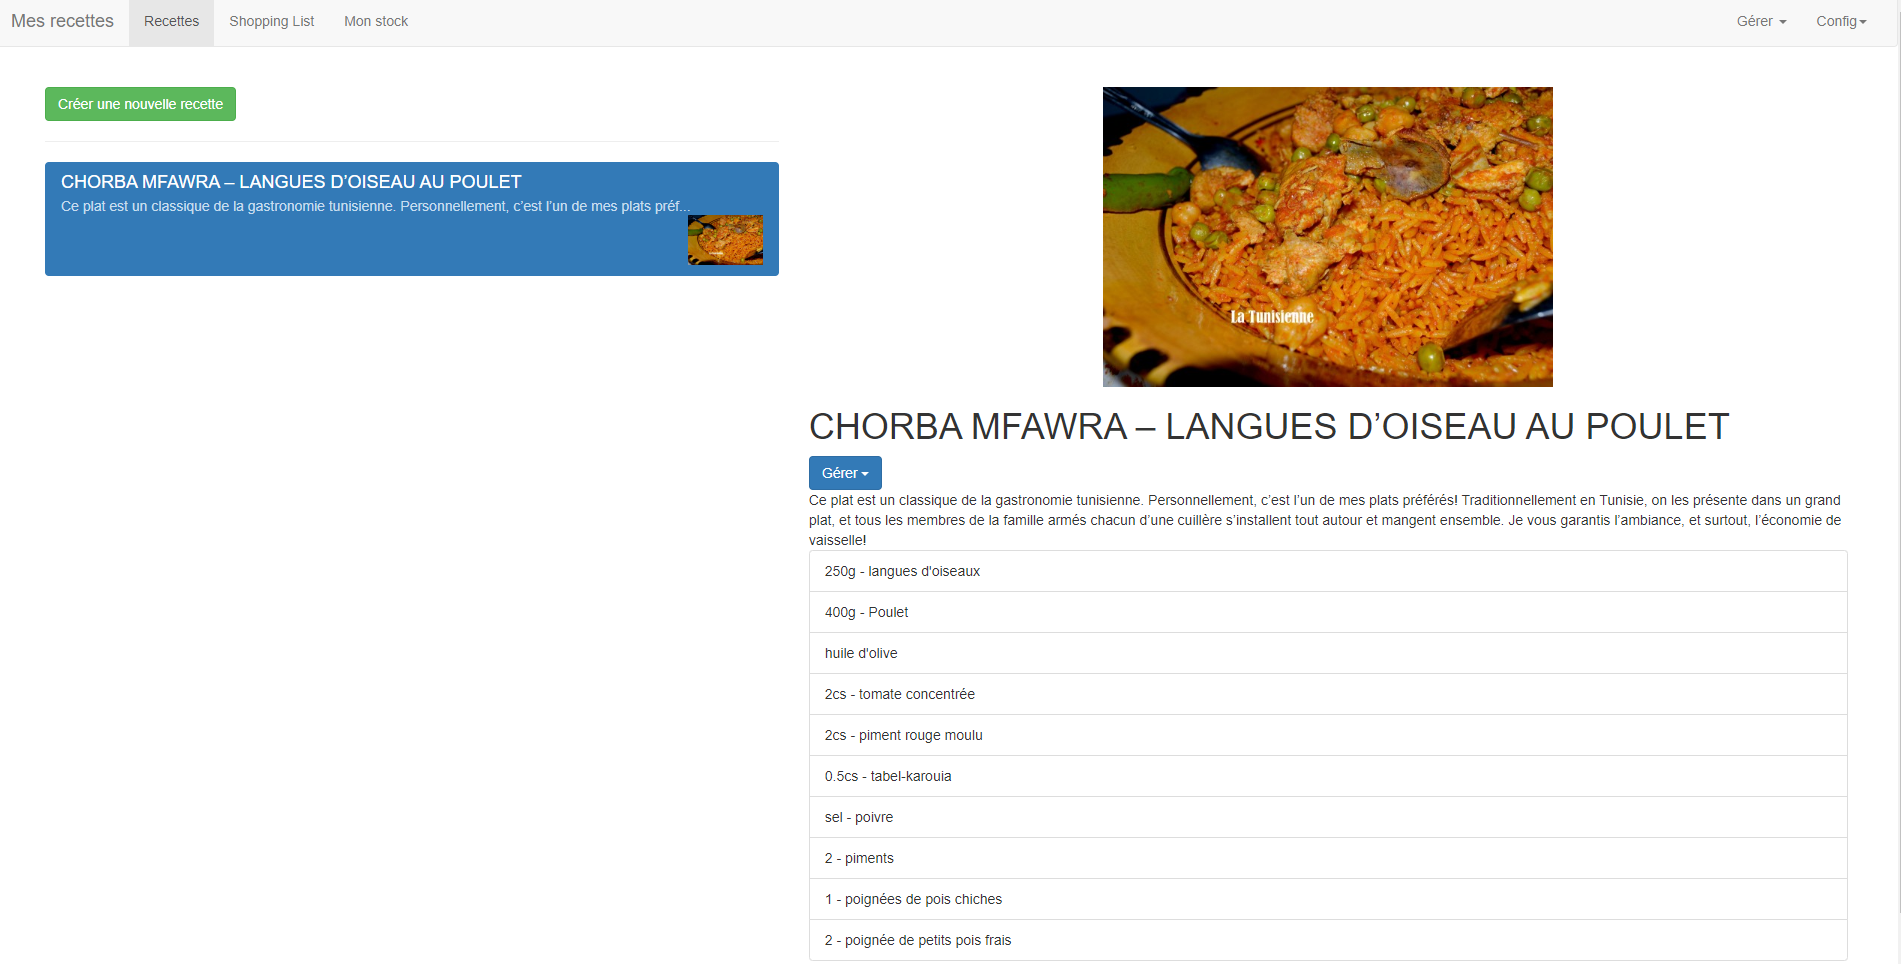 Mes recettes Recettes Shopping List Mon stock Gérer Config
Créer une nouvelle recette
CHORBA MFAWRA – LANGUES D’OISEAU AU POULET
Ce plat est un classique de la gastronomie tunisienne. Personnellement, c’est l’un de mes plats préf...
La Tunisienne
CHORBA MFAWRA – LANGUES D’OISEAU AU POULET
Gérer
Ce plat est un classique de la gastronomie tunisienne. Personnellement, c’est l’un de mes plats préférés! Traditionnellement en Tunisie, on les présente dans un grand
plat, et tous les membres de la famille armés chacun d’une cuillère s’installent tout autour et mangent ensemble. Je vous garantis l’ambiance, et surtout, l’économie de
vaisselle!
250g - langues d'oiseaux
400g - Poulet
huile d'olive
2cs - tomate concentrée
2cs - piment rouge moulu
0.5cs - tabel-karouia
sel - poivre
2 - piments
1 - poignées de pois chiches
2 - poignée de petits pois frais